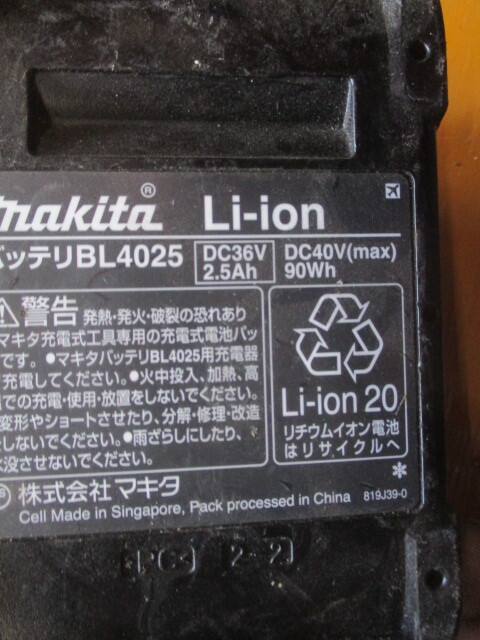 makita® Li-ion
バッテリBL4025 DC36V 2.5Ah DC40V(max) 90Wh
警告 発熱・発火・破裂の恐れあり
マキタ充電式工具専用の充電式電池パッ
です。●マキタバッテリBL4025用充電器
充電してください。●火中投入、加熱、高
での充電・使用・放置をしないでください。
変形やショートさせたり、分解・修理・改造
しないでください。●雨ざらしにしたり、
水没させないでください。
Li-ion 20
リチウムイオン電池
はリサイクルへ
株式会社 マキタ
*
Cell Made in Singapore, Pack processed in China 819J39-0